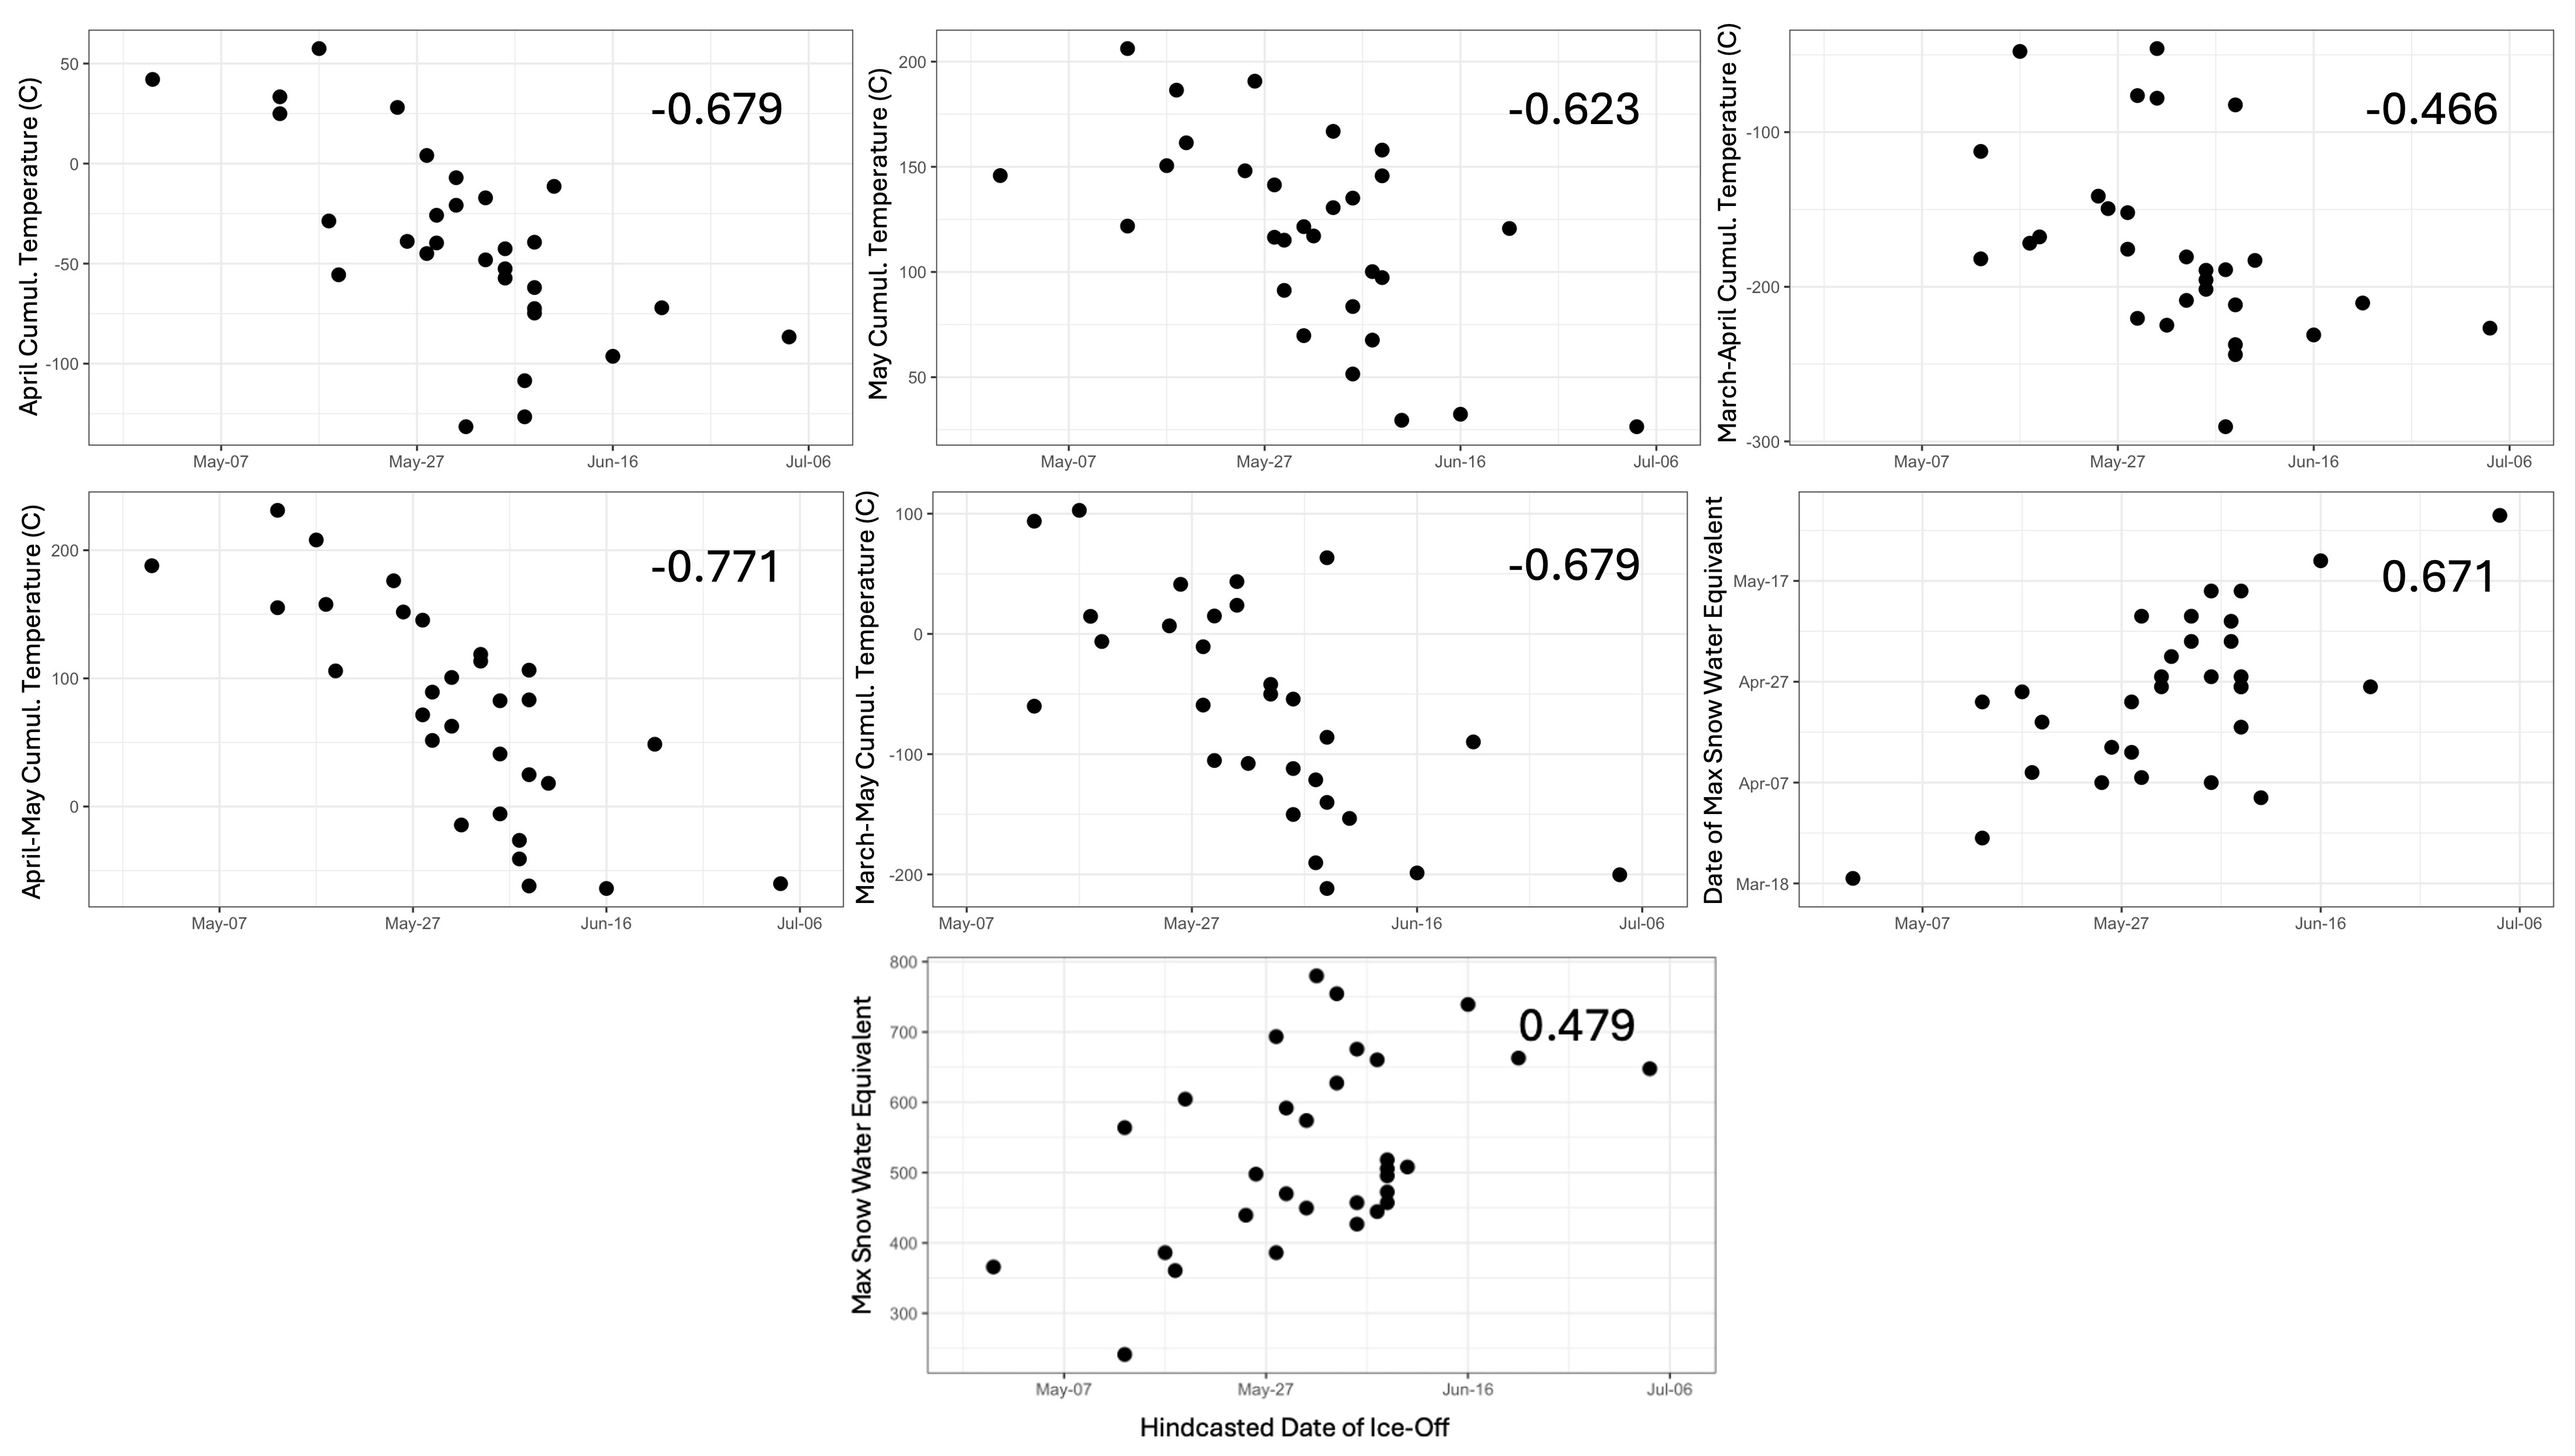 April Cumul. Temperature (C)
50
0
-50
-100
-0.679
May-07 May-27 Jun-16 Jul-06
May Cumul. Temperature (C)
200
150
100
50
-0.623
May-07 May-27 Jun-16 Jul-06
March-April Cumul. Temperature (C)
-100
-200
-300
-0.466
May-07 May-27 Jun-16 Jul-06
April-May Cumul. Temperature (C)
200
100
0
-0.771
May-07 May-27 Jun-16 Jul-06
March-May Cumul. Temperature (C)
100
0
-100
-200
-0.679
May-07 May-27 Jun-16 Jul-06
Date of Max Snow Water Equivalent
May-17
Apr-27
Apr-07
Mar-18
0.671
May-07 May-27 Jun-16 Jul-06
Max Snow Water Equivalent
800
700
600
500
400
300
0.479
May-07 May-27 Jun-16 Jul-06
Hindcasted Date of Ice-Off